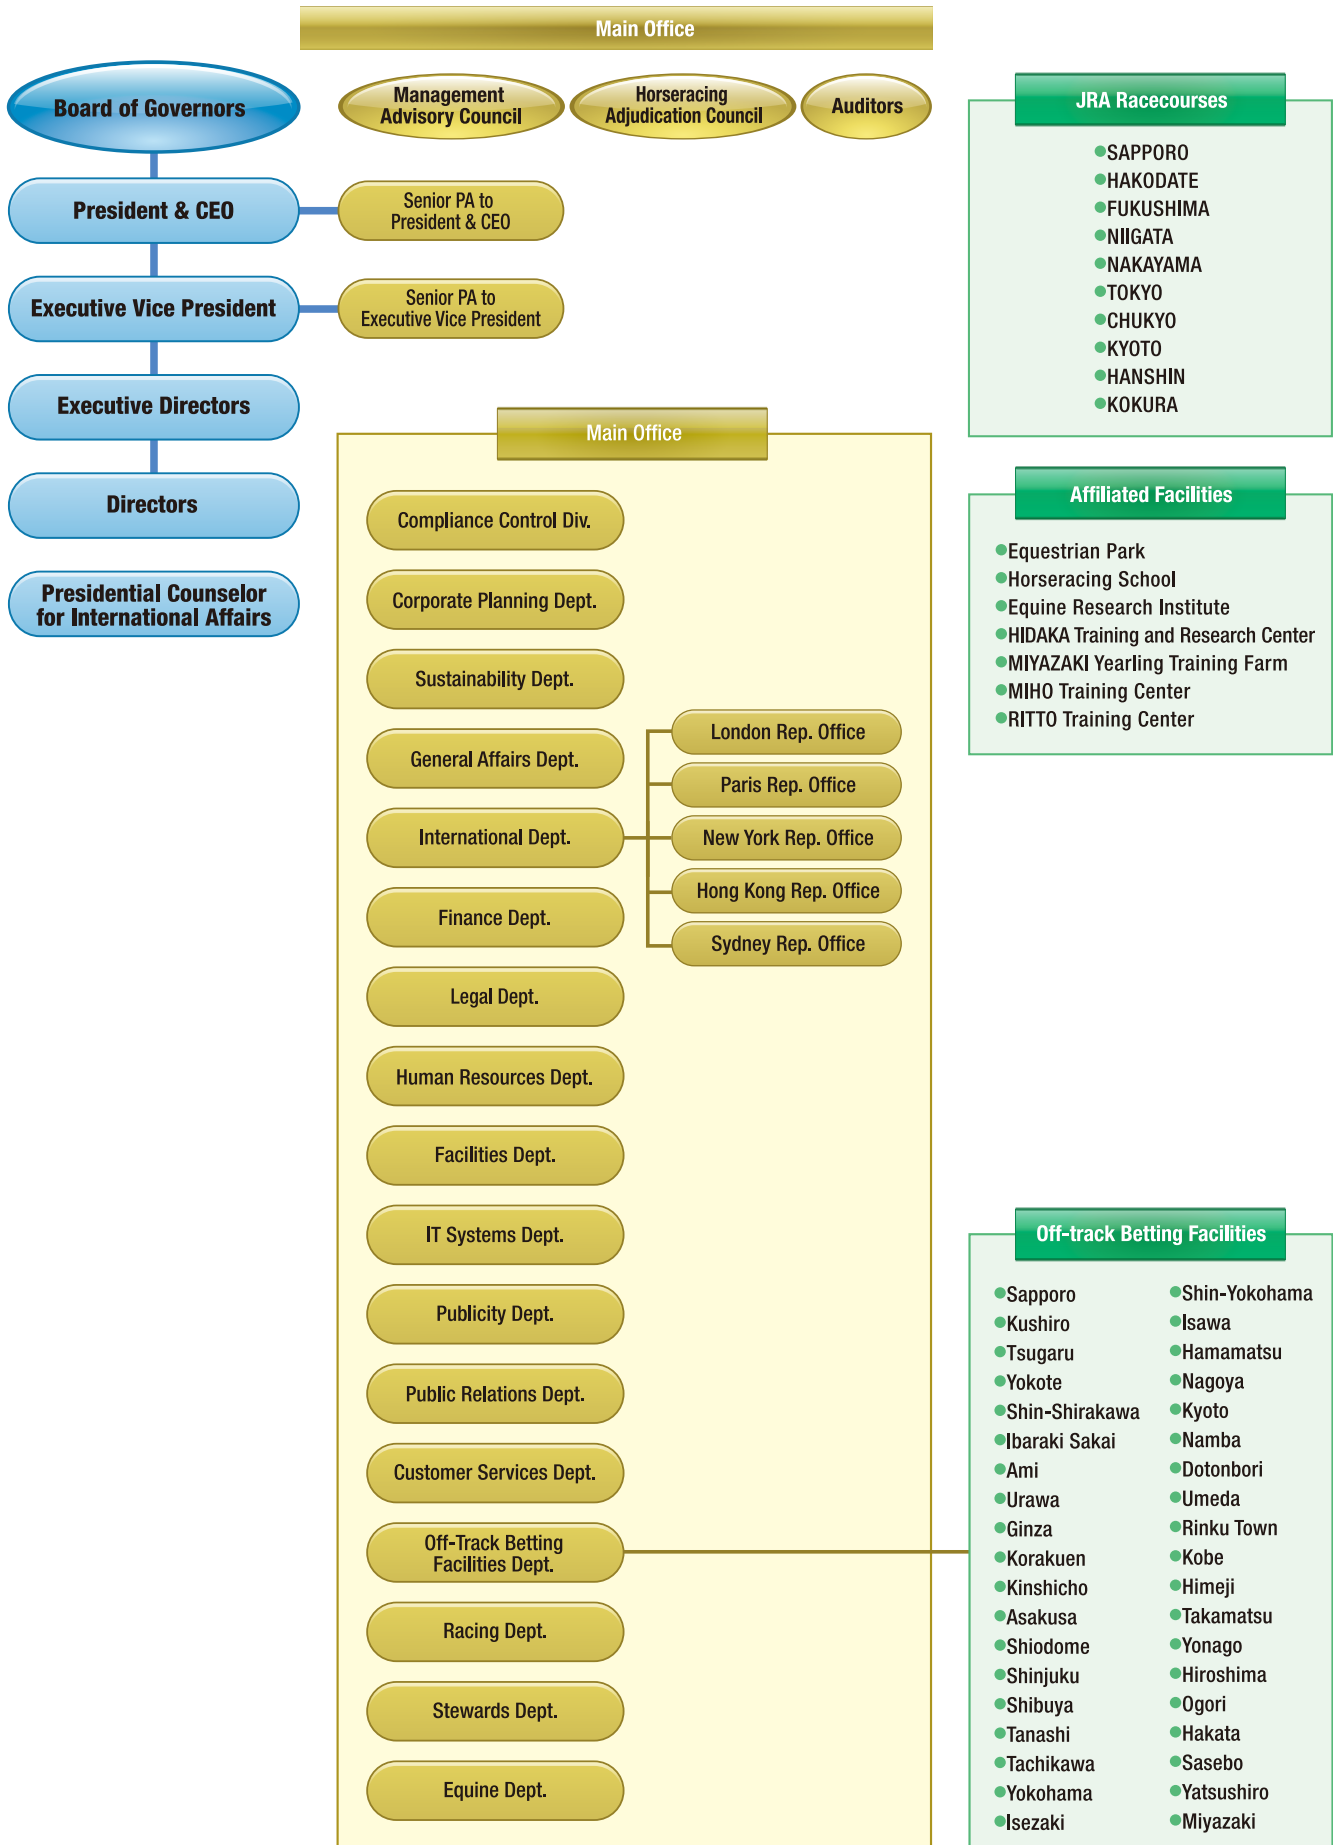 Main Office
Board of Governors
Management
Advisory Council
Horseracing
Adjudication Council
Auditors
President & CEO
Senior PA to
President & CEO
Executive Vice President
Senior PA to
Executive Vice President
Executive Directors
Directors
Presidential Counselor
for International Affairs
Main Office
Compliance Control Div.
Corporate Planning Dept.
Sustainability Dept.
General Affairs Dept.
International Dept.
London Rep. Office
Paris Rep. Office
New York Rep. Office
Hong Kong Rep. Office
Sydney Rep. Office
Finance Dept.
Legal Dept.
Human Resources Dept.
Facilities Dept.
IT Systems Dept.
Publicity Dept.
Public Relations Dept.
Customer Services Dept.
Off-Track Betting
Facilities Dept.
Racing Dept.
Stewards Dept.
Equine Dept.
JRA Racecourses
●SAPPORO
●HAKODATE
●FUKUSHIMA
●NIIGATA
●NAKAYAMA
●TOKYO
●CHUKYO
●KYOTO
●HANSHIN
●KOKURA
Affiliated Facilities
●Equestrian Park
●Horseracing School
●Equine Research Institute
●HIDAKA Training and Research Center
●MIYAZAKI Yearling Training Farm
●MIHO Training Center
●RITTO Training Center
Off-track Betting Facilities
●Sapporo
●Kushiro
●Tsugaru
●Yokote
●Shin-Shirakawa
●Ibaraki Sakai
●Ami
●Urawa
●Ginza
●Korakuen
●Kinshicho
●Asakusa
●Shiodome
●Shinjuku
●Shibuya
●Tanashi
●Tachikawa
●Yokohama
●Isezaki
●Shin-Yokohama
●Isawa
●Hamamatsu
●Nagoya
●Kyoto
●Namba
●Dotonbori
●Umeda
●Rinku Town
●Kobe
●Himeji
●Takamatsu
●Yonago
●Hiroshima
●Ogori
●Hakata
●Sasebo
●Yatsushiro
●Miyazaki